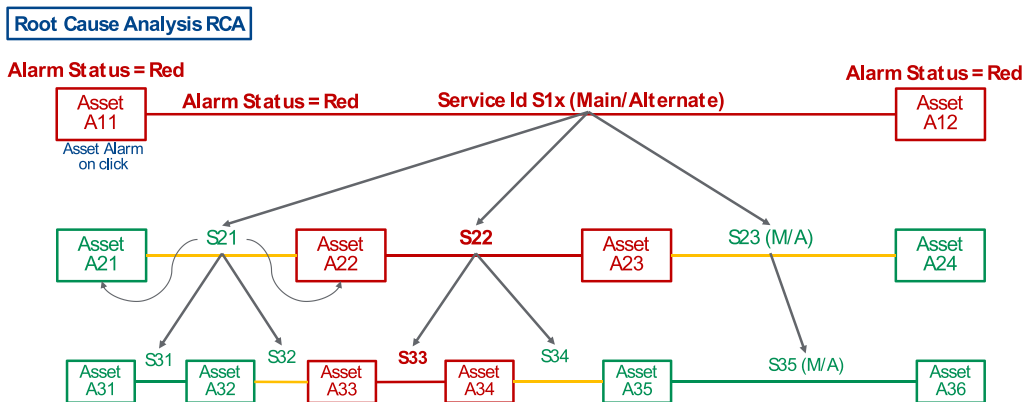 Root Cause Analysis RCA
Alarm Status = Red
Alarm Status = Red
Asset
A11
Alarm Status = Red
Service Id S1x (Main/Alternate)
Asset
A12
Asset Alarm
on click
Asset
A21
S21
Asset
A22
S22
Asset
A23
S23 (M/A)
Asset
A24
S31
S32
S33
S34
S35 (M/A)
Asset
A31
Asset
A32
Asset
A33
Asset
A34
Asset
A35
Asset
A36